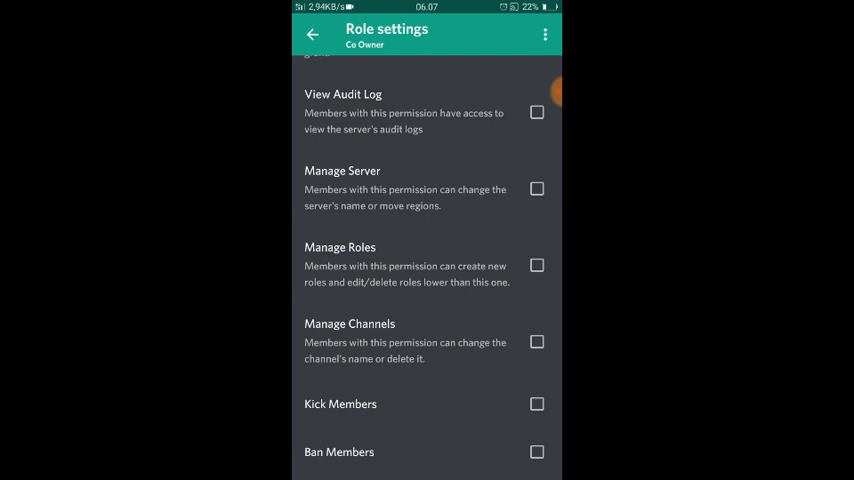 2,94KB/s
06.07
22%
Role settings
Co Owner
View Audit Log
Members with this permission have access to
view the server's audit logs
Manage Server
Members with this permission can change the
server's name or move regions.
Manage Roles
Members with this permission can create new
roles and edit/delete roles lower than this one.
Manage Channels
Members with this permission can change the
channel's name or delete it.
Kick Members
Ban Members